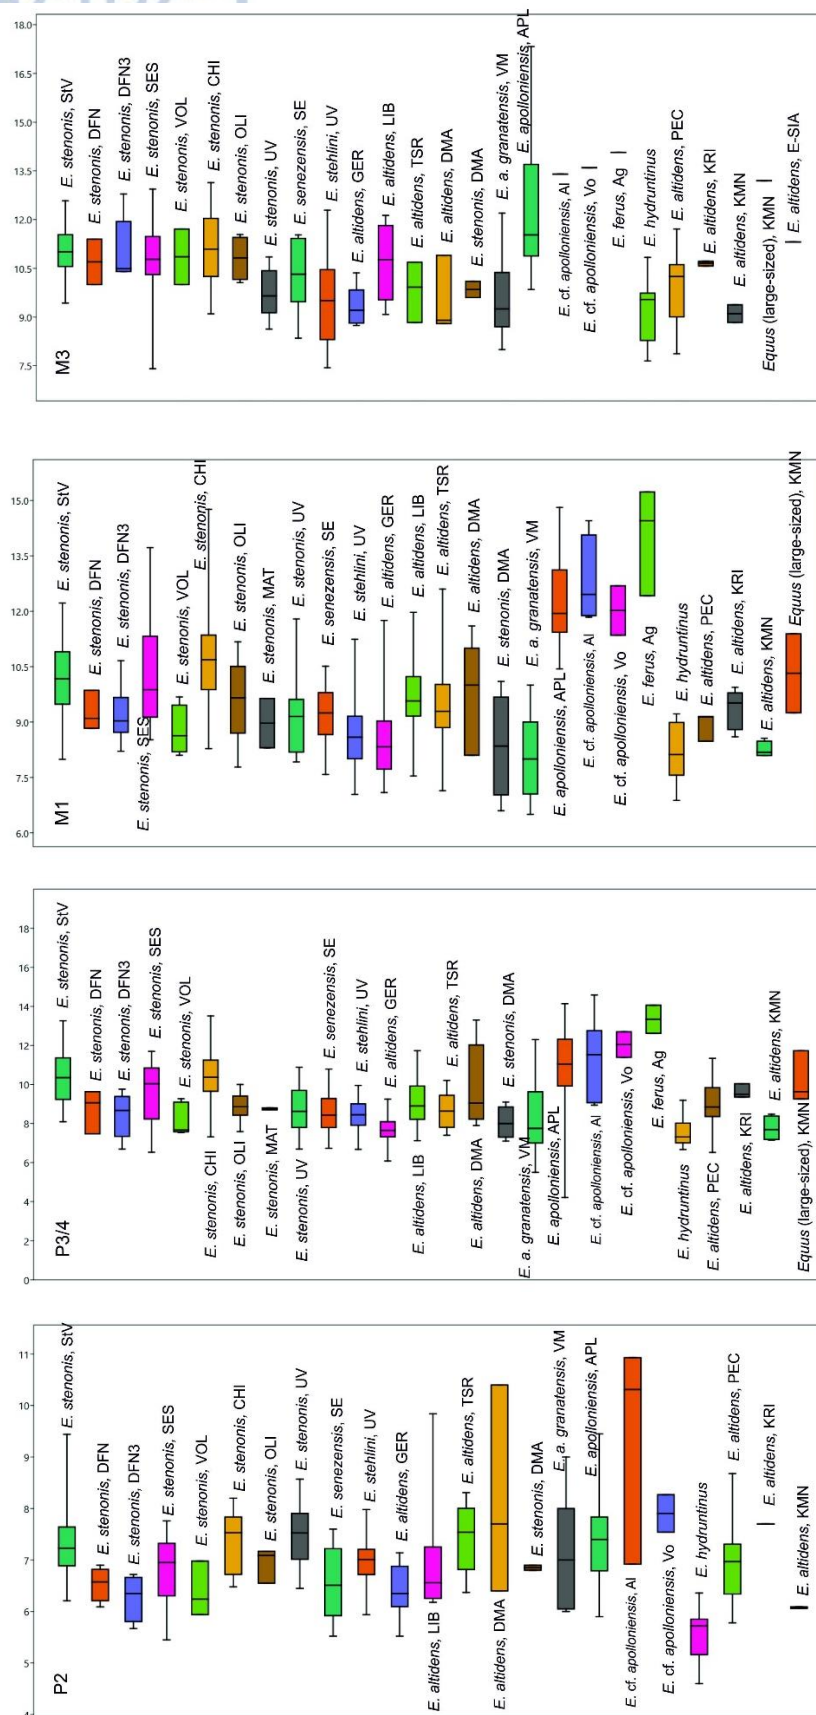 18.0
16.5
15.0
13.5
12.0
10.5
9.0
7.5
M3
E. stenonis, StV
E. stenonis, DFN
E. stenonis, DFN3
E. stenonis, SES
E. stenonis, VOL
E. stenonis, CHI
E. stenonis, OLI
E. stenonis, UV
E. senezensis, SE
E. stehlini, UV
E. altidens, GER
E. altidens, LIB
E. altidens, TSR
E. altidens, DMA
E. stenonis, DMA
E. a. granatensis, VM
E. apolloniensis, APL
E. cf. apolloniensis, Al
E. cf. apolloniensis, Vo
E. ferus, Ag
E. hydruntinus
E. altidens, PEC
E. altidens, KRI
E. altidens, KMN
Equus (large-sized), KMN
E. altidens, E-SIA
15.0
13.5
12.0
10.5
9.0
7.5
6.0
M1
E. stenonis, StV
E. stenonis, DFN
E. stenonis, DFN3
E. stenonis, SES
E. stenonis, VOL
E. stenonis, CHI
E. stenonis, OLI
E. stenonis, MAT
E. stenonis, UV
E. senezensis, SE
E. stehlini, UV
E. altidens, GER
E. altidens, LIB
E. altidens, TSR
E. altidens, DMA
E. stenonis, DMA
E. a. granatensis, VM
E. apolloniensis, APL
E. cf. apolloniensis, Al
E. cf. apolloniensis, Vo
E. ferus, Ag
E. hydruntinus
E. altidens, PEC
E. altidens, KRI
E. altidens, KMN
Equus (large-sized), KMN
18
16
14
12
10
8
6
4
2
0
P3/4
E. stenonis, StV
E. stenonis, DFN
E. stenonis, DFN3
E. stenonis, SES
E. stenonis, VOL
E. stenonis, CHI
E. stenonis, OLI
E. stenonis, MAT
E. stenonis, UV
E. senezensis, SE
E. stehlini, UV
E. altidens, GER
E. altidens, LIB
E. altidens, TSR
E. altidens, DMA
E. stenonis, DMA
E. a. granatensis, VM
E. apolloniensis, APL
E. cf. apolloniensis, Al
E. cf. apolloniensis, Vo
E. ferus, Ag
E. hydruntinus
E. altidens, PEC
E. altidens, KRI
E. altidens, KMN
Equus (large-sized), KMN
11
10
9
8
7
6
5
4
P2
E. stenonis, StV
E. stenonis, DFN
E. stenonis, DFN3
E. stenonis, SES
E. stenonis, VOL
E. stenonis, CHI
E. stenonis, OLI
E. stenonis, UV
E. senezensis, SE
E. stehlini, UV
E. altidens, GER
E. altidens, LIB
E. altidens, TSR
E. altidens, DMA
E. stenonis, DMA
E. a. granatensis, VM
E. apolloniensis, APL
E. cf. apolloniensis, Al
E. cf. apolloniensis, Vo
E. hydruntinus
E. altidens, PEC
E. altidens, KRI
E. altidens, KMN